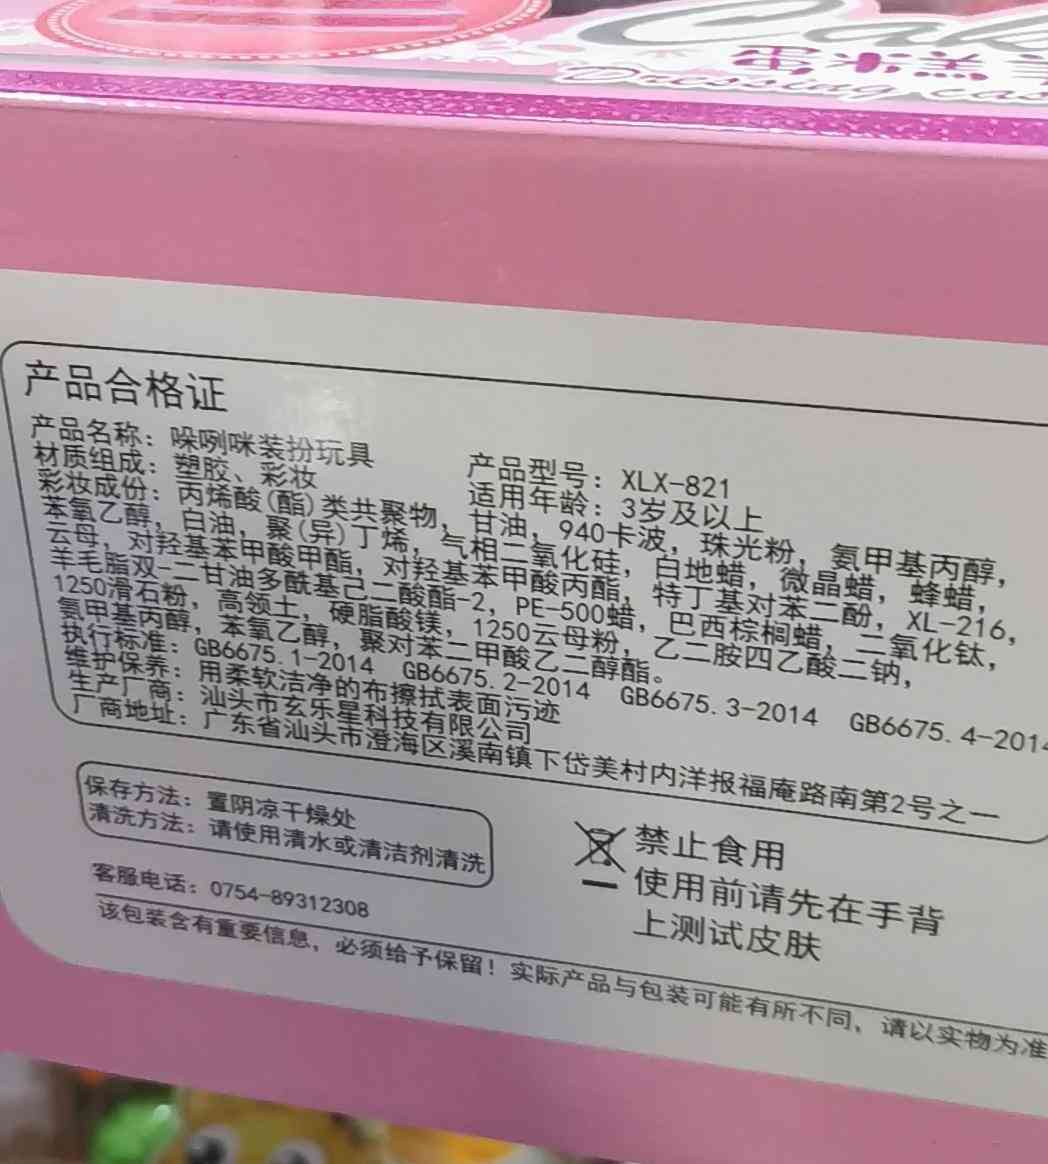 Cak
蛋糕
Dressing cas
产品合格证
产品名称：哚咧咪装扮玩具 产品型号：XLX-821
材质组成：塑胶、彩妆 适用年龄：3岁及以上
彩妆成份：丙烯酸(酯)类共聚物，甘油，940卡波，珠光粉，氨甲基丙醇，
苯氧乙醇，白油，聚(异)丁烯，气相二氧化硅，白地蜡，微晶蜡，蜂蜡，
云母，对羟基苯甲酸甲酯，对羟基苯甲酸丙酯，特丁基对苯二酚，XL-216，
羊毛脂双-二甘油多酰基己二酸酯-2，PE-500蜡，巴西棕榈蜡，二氧化钛，
1250滑石粉，高领土，硬脂酸镁，1250云母粉，乙二胺四乙酸二钠，
氨甲基丙醇，苯氧乙醇，聚对苯二甲酸乙二醇酯。
执行标准：GB6675.1-2014 GB6675.2-2014 GB6675.3-2014 GB6675.4-2014
维护保养：用柔软洁净的布擦拭表面污迹
生产厂商：汕头市玄乐星科技有限公司
厂商地址：广东省汕头市澄海区溪南镇下岱美村内洋报福庵路南第2号之一
保存方法：置阴凉干燥处
清洗方法：请使用清水或清洁剂清洗
禁止食用
使用前请先在手背
上测试皮肤
客服电话：0754-89312308
该包装含有重要信息，必须给予保留！实际产品与包装可能有所不同，请以实物为准